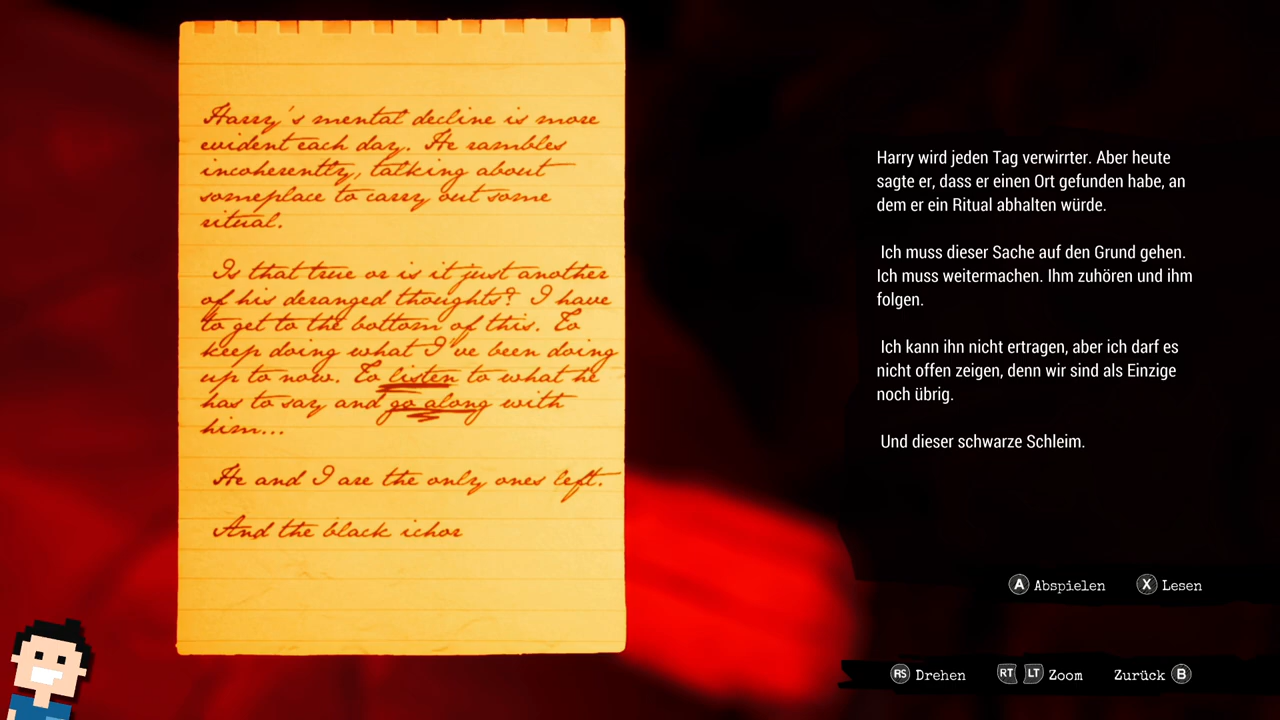 Harry's mental decline is more
evident each day. He rambles
incoherently, talking about
someplace to carry out some
ritual.
Is that true or is it just another
of his deranged thoughts? I have
to get to the bottom of this. To
keep doing what I've been doing
up to now. To listen to what he
has to say and go along with
him...
He and I are the only ones left.
And the black ichor
Harry wird jeden Tag verwirrter. Aber heute
sagte er, dass er einen Ort gefunden habe, an
dem er ein Ritual abhalten würde.
Ich muss dieser Sache auf den Grund gehen.
Ich muss weitermachen. Ihm zuhören und ihm
folgen.
Ich kann ihn nicht ertragen, aber ich darf es
nicht offen zeigen, denn wir sind als Einzige
noch übrig.
Und dieser schwarze Schleim.
A Abspielen X Lesen
RS Drehen RT LT Zoom Zurück B